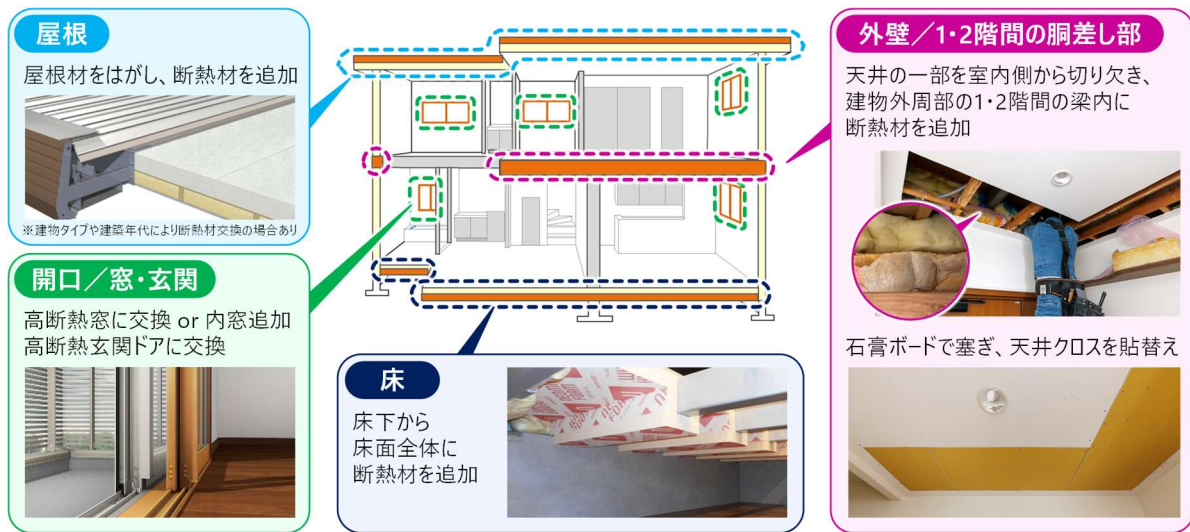 屋根
屋根材をはがし、断熱材を追加
※建物タイプや建築年代により断熱材交換の場合あり
開口／窓・玄関
高断熱窓に交換 or 内窓追加
高断熱玄関ドアに交換
床
床下から
床面全体に
断熱材を追加
外壁／1・2階間の胴差し部
天井の一部を室内側から切り欠き、
建物外周部の1・2階間の梁内に
断熱材を追加
石膏ボードで塞ぎ、天井クロスを貼替え